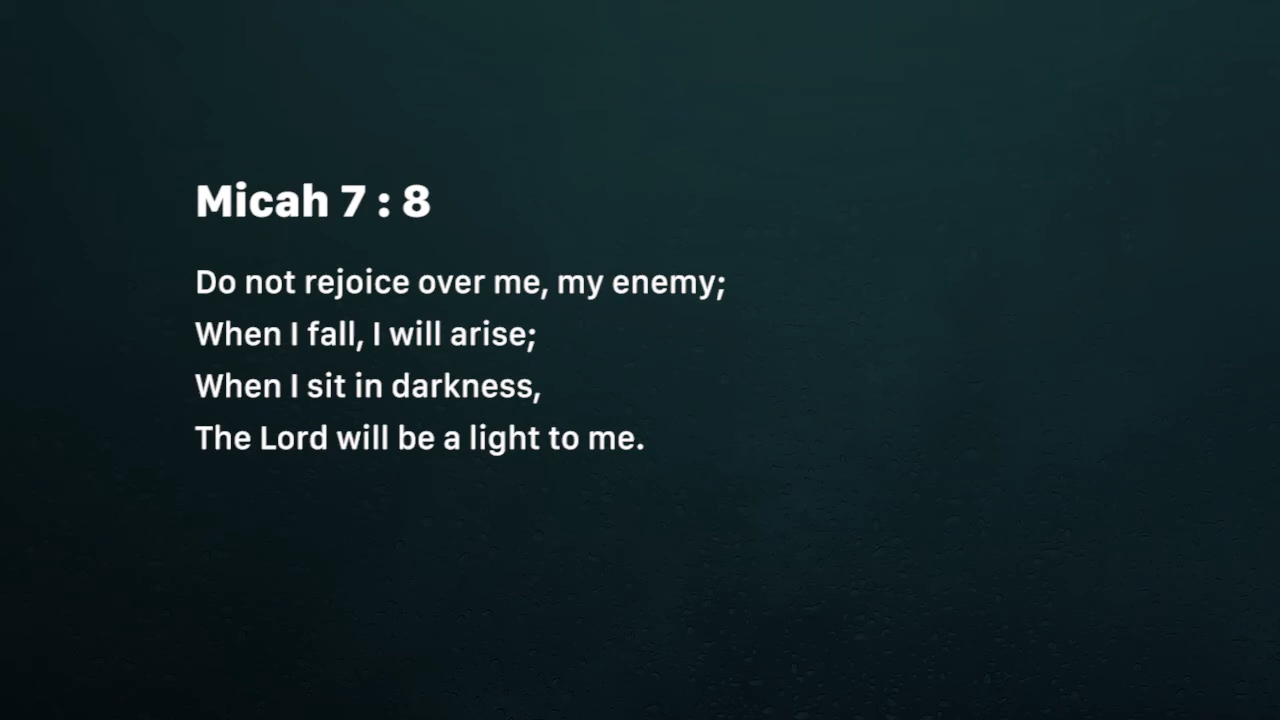 Micah 7 : 8
Do not rejoice over me, my enemy;
When I fall, I will arise;
When I sit in darkness,
The Lord will be a light to me.